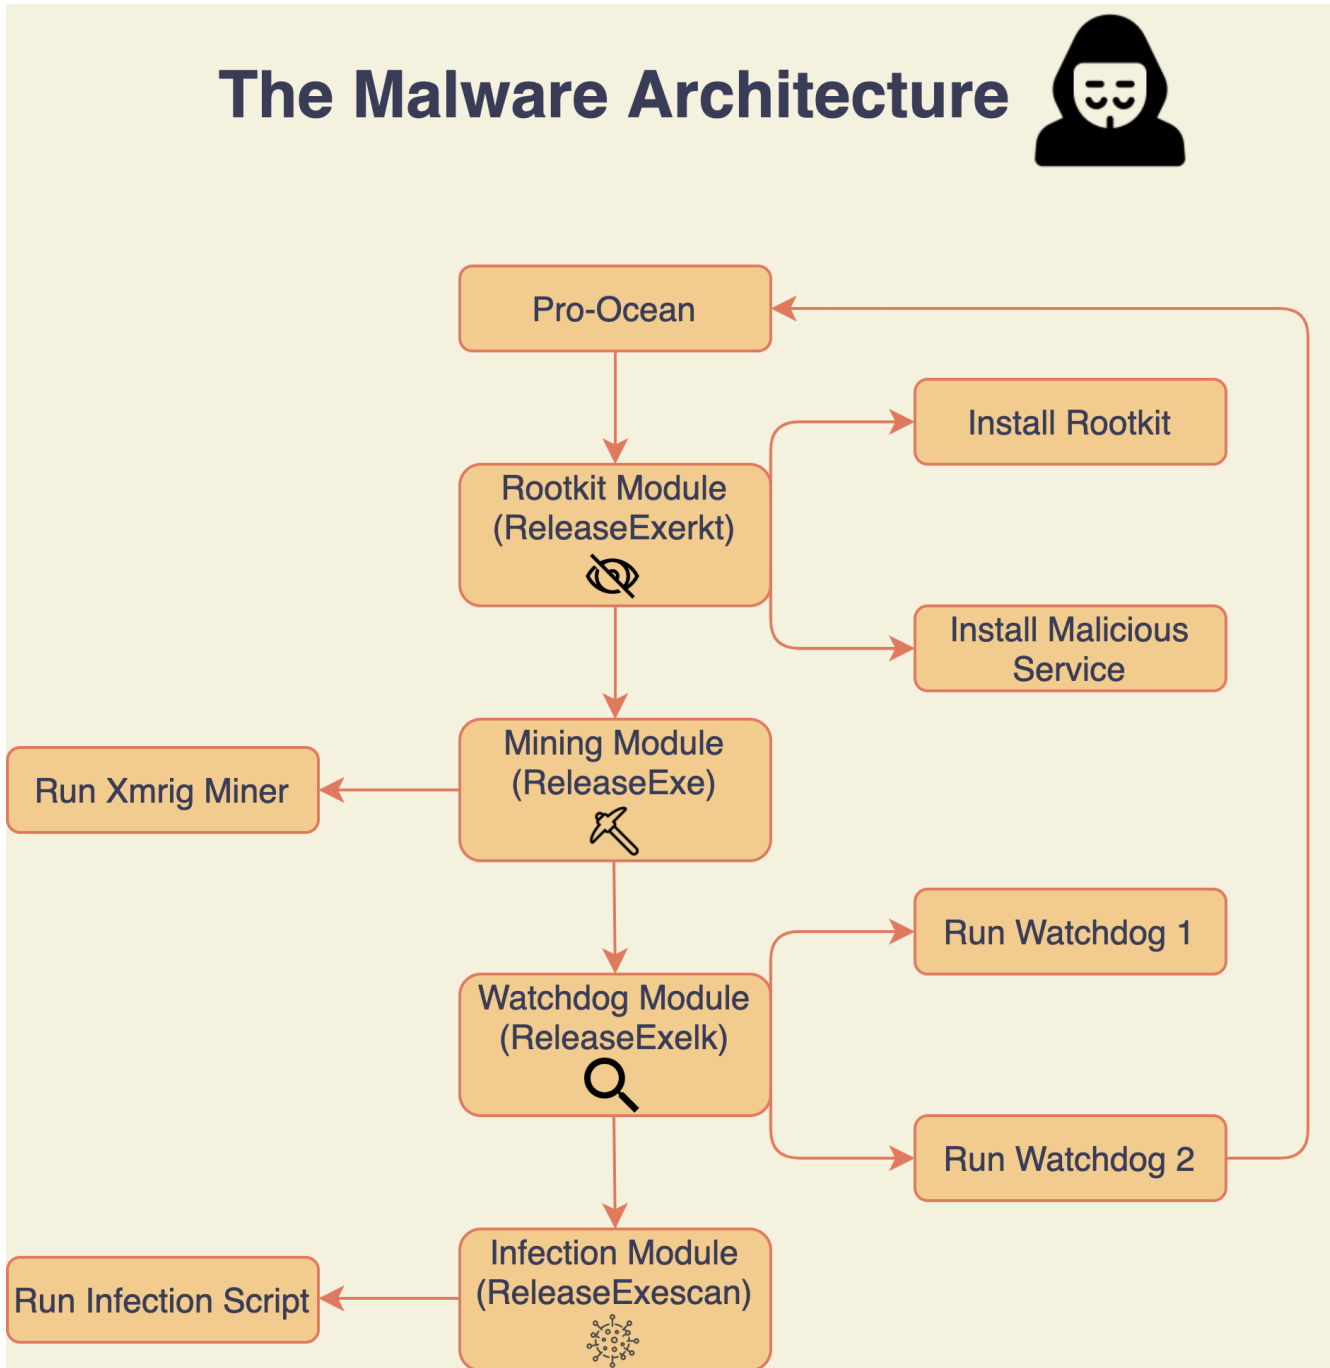 The Malware Architecture
Pro-Ocean
Install Rootkit
Rootkit Module
(ReleaseExerkt)
Install Malicious
Service
Mining Module
(ReleaseExe)
Run Xmrig Miner
Run Watchdog 1
Watchdog Module
(ReleaseExelk)
Run Watchdog 2
Infection Module
(ReleaseExescan)
Run Infection Script